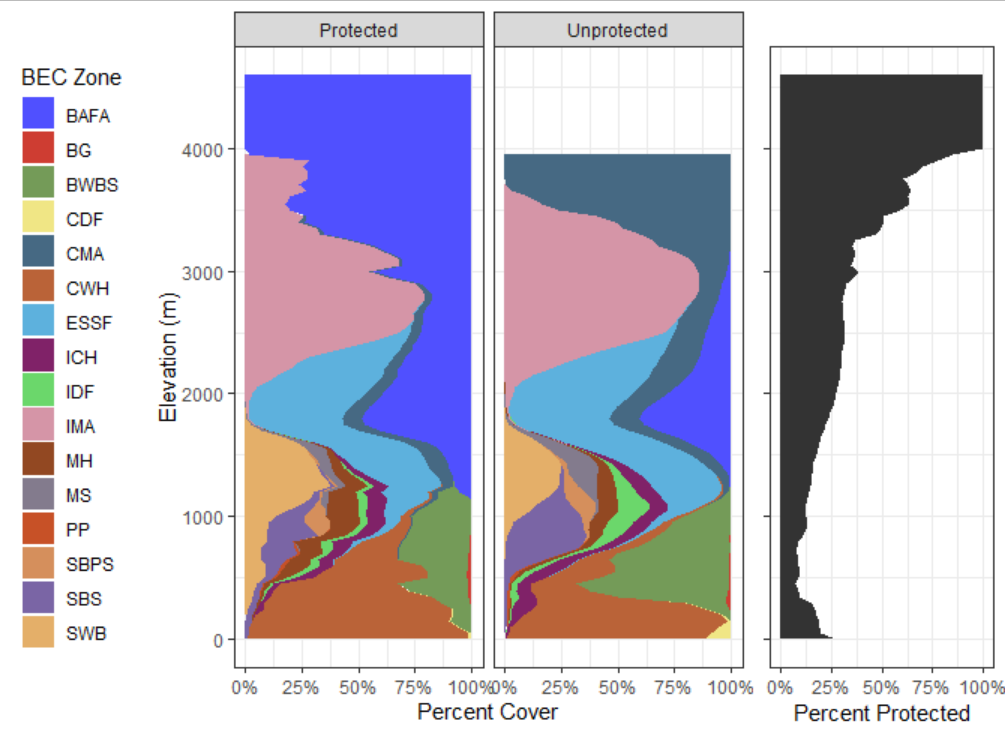 Protected
Unprotected
BEC Zone
BAFA
BG
BWBS
CDF
CMA
CWH
ESSF
ICH
IDF
IMA
MH
MS
PP
SBPS
SBS
SWB
Elevation (m)
4000
3000
2000
1000
0
0% 25% 50% 75% 100%
0% 25% 50% 75% 100%
Percent Cover
0% 25% 50% 75% 100%
Percent Protected